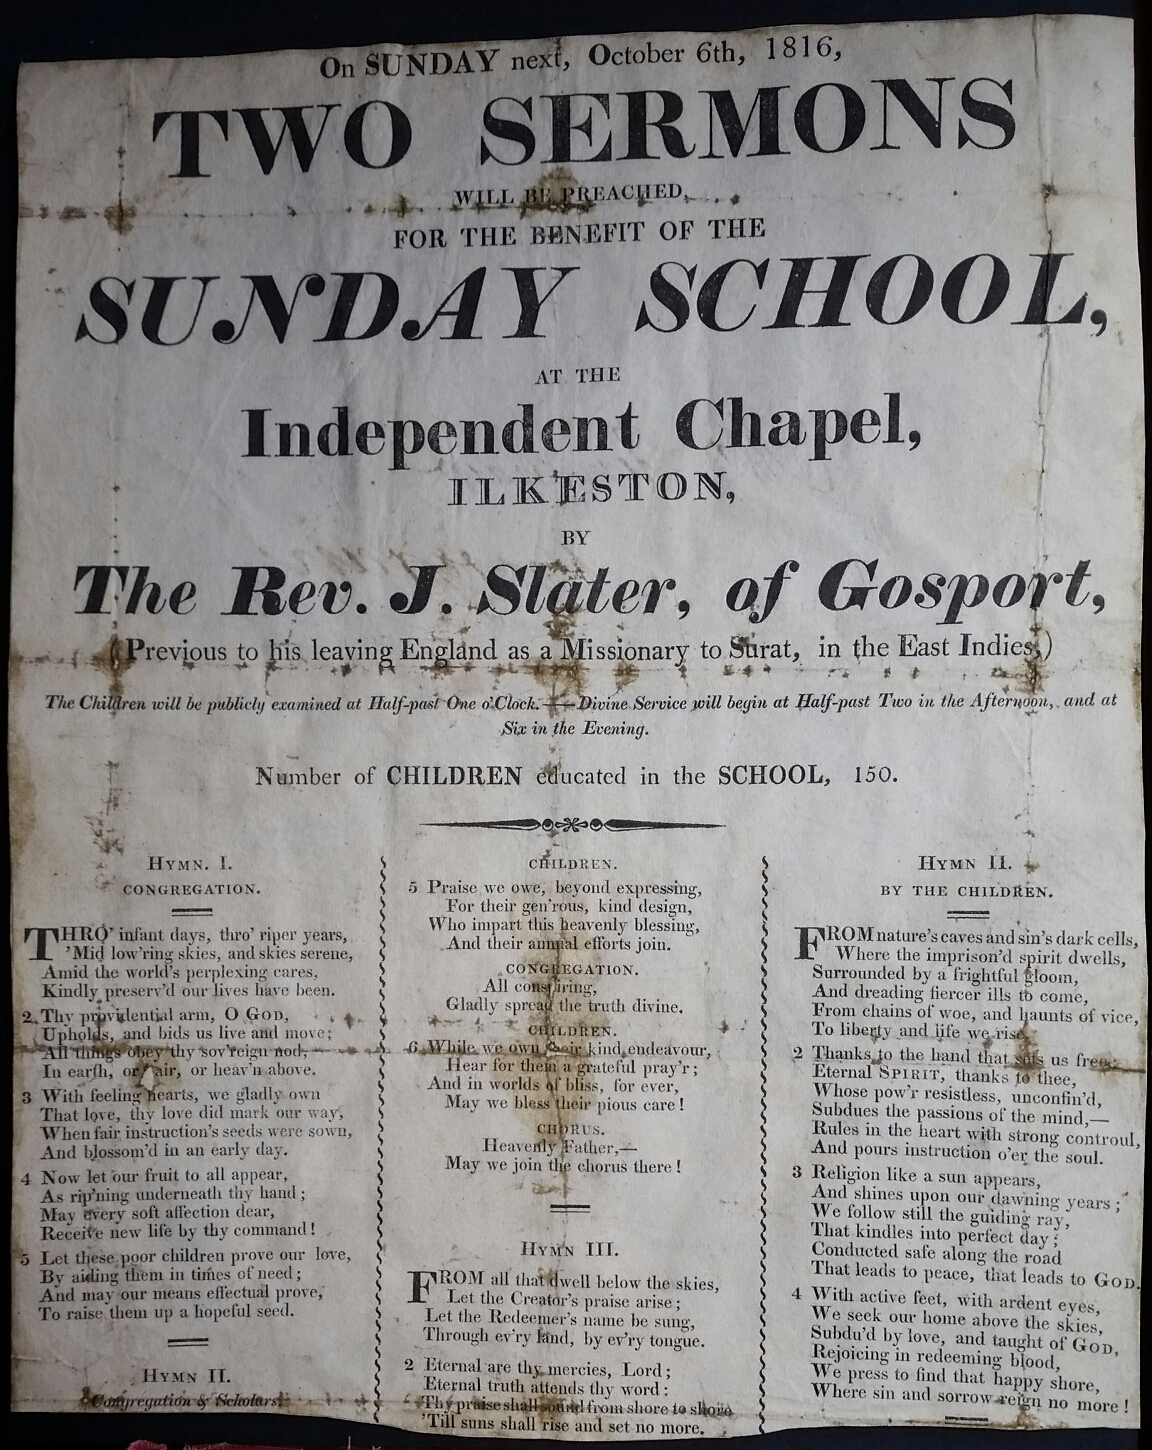 On SUNDAY next, October 6th, 1816,
TWO SERMONS
WILL BE PREACHED,
FOR THE BENEFIT OF THE
SUNDAY SCHOOL,
AT THE
Independent Chapel,
ILKESTON,
BY
The Rev. J. Slater, of Gosport,
(Previous to his leaving England as a Missionary to Surat, in the East Indies,)
The Children will be publicly examined at Half-past One o'Clock.—Divine Service will begin at Half-past Two in the Afternoon, and at
Six in the Evening.
Number of CHILDREN educated in the SCHOOL, 150.
HYMN. I.
CONGREGATION.
THRO' infant days, thro' riper years,
'Mid low'ring skies, and skies serene,
Amid the world's perplexing cares,
Kindly preserv'd our lives have been.
2 Thy providential arm, O GOD,
Upholds, and bids us live and move;
All things obey thy sov'reign nod,
In earth, or air, or heav'n above.
3 With feeling hearts, we gladly own
That love, thy love did mark our way,
When fair instruction's seeds were sown,
And blossom'd in an early day.
4 Now let our fruit to all appear,
As rip'ning underneath thy hand;
May every soft affection dear,
Receive new life by thy command!
5 Let these poor children prove our love,
By aiding them in times of need;
And may our means effectual prove,
To raise them up a hopeful seed.
HYMN II.
Congregation & Scholars.
CHILDREN.
5 Praise we owe, beyond expressing,
For their gen'rous, kind design,
Who impart this heavenly blessing,
And their annual efforts join.
CONGREGATION.
All conspiring,
Gladly spread the truth divine.
CHILDREN.
6 While we own their kind endeavour,
Hear for them a grateful pray'r;
And in worlds of bliss, for ever,
May we bless their pious care!
CHORUS.
Heavenly Father,—
May we join the chorus there!
HYMN III.
FROM all that dwell below the skies,
Let the Creator's praise arise;
Let the Redeemer's name be sung,
Through ev'ry land, by ev'ry tongue.
2 Eternal are thy mercies, Lord;
Eternal truth attends thy word:
Thy praise shall sound from shore to shore
'Till suns shall rise and set no more.
HYMN II.
BY THE CHILDREN.
FROM nature's caves and sin's dark cells,
Where the imprison'd spirit dwells,
Surrounded by a frightful gloom,
And dreading fiercer ills to come,
From chains of woe, and haunts of vice,
To liberty and life we rise.
2 Thanks to the hand that sets us free;
Eternal SPIRIT, thanks to thee,
Whose pow'r resistless, unconfin'd,
Subdues the passions of the mind,—
Rules in the heart with strong controul,
And pours instruction o'er the soul.
3 Religion like a sun appears,
And shines upon our dawning years;
We follow still the guiding ray,
That kindles into perfect day;
Conducted safe along the road
That leads to peace, that leads to GOD.
4 With active feet, with ardent eyes,
We seek our home above the skies,
Subdu'd by love, and taught of GOD,
Rejoicing in redeeming blood,
We press to find that happy shore,
Where sin and sorrow reign no more!